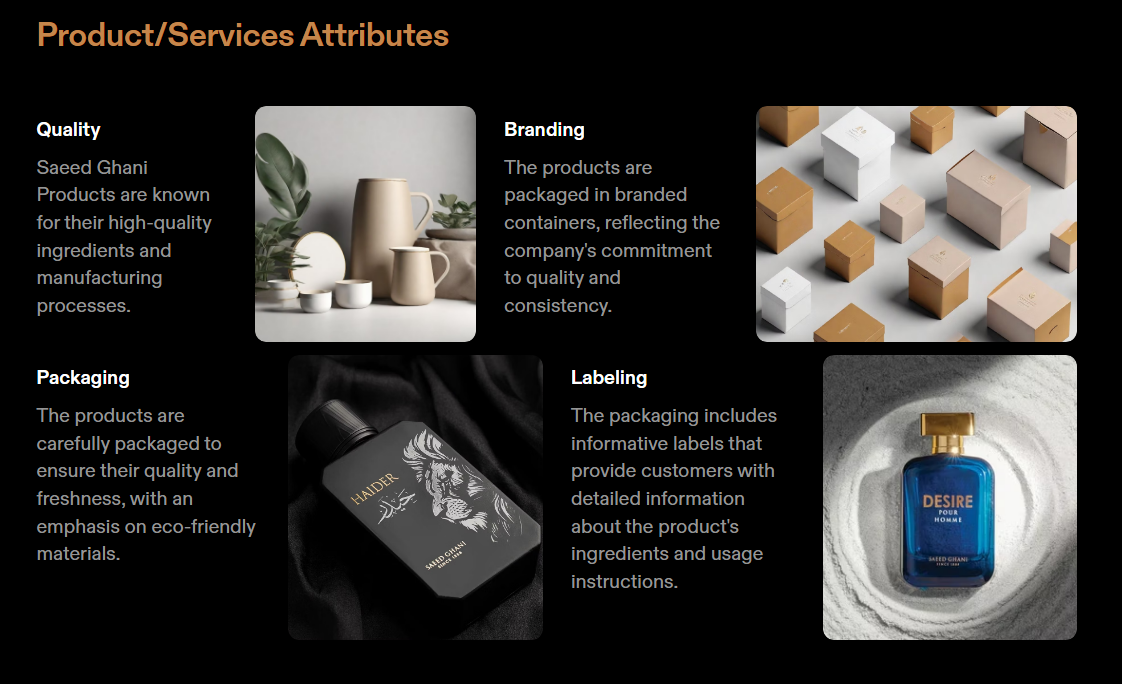 Product/Services Attributes
Quality
Saeed Ghani
Products are known
for their high-quality
ingredients and
manufacturing
processes.
Branding
The products are
packaged in branded
containers, reflecting the
company's commitment
to quality and
consistency.
Packaging
The products are
carefully packaged to
ensure their quality and
freshness, with an
emphasis on eco-friendly
materials.
HAIDER
SAEED GHANI
SINCE 1888
Labeling
The packaging includes
informative labels that
provide customers with
detailed information
about the product's
ingredients and usage
instructions.
DESIRE
POUR
HOMME
SAEED GHANI
SINCE 1888